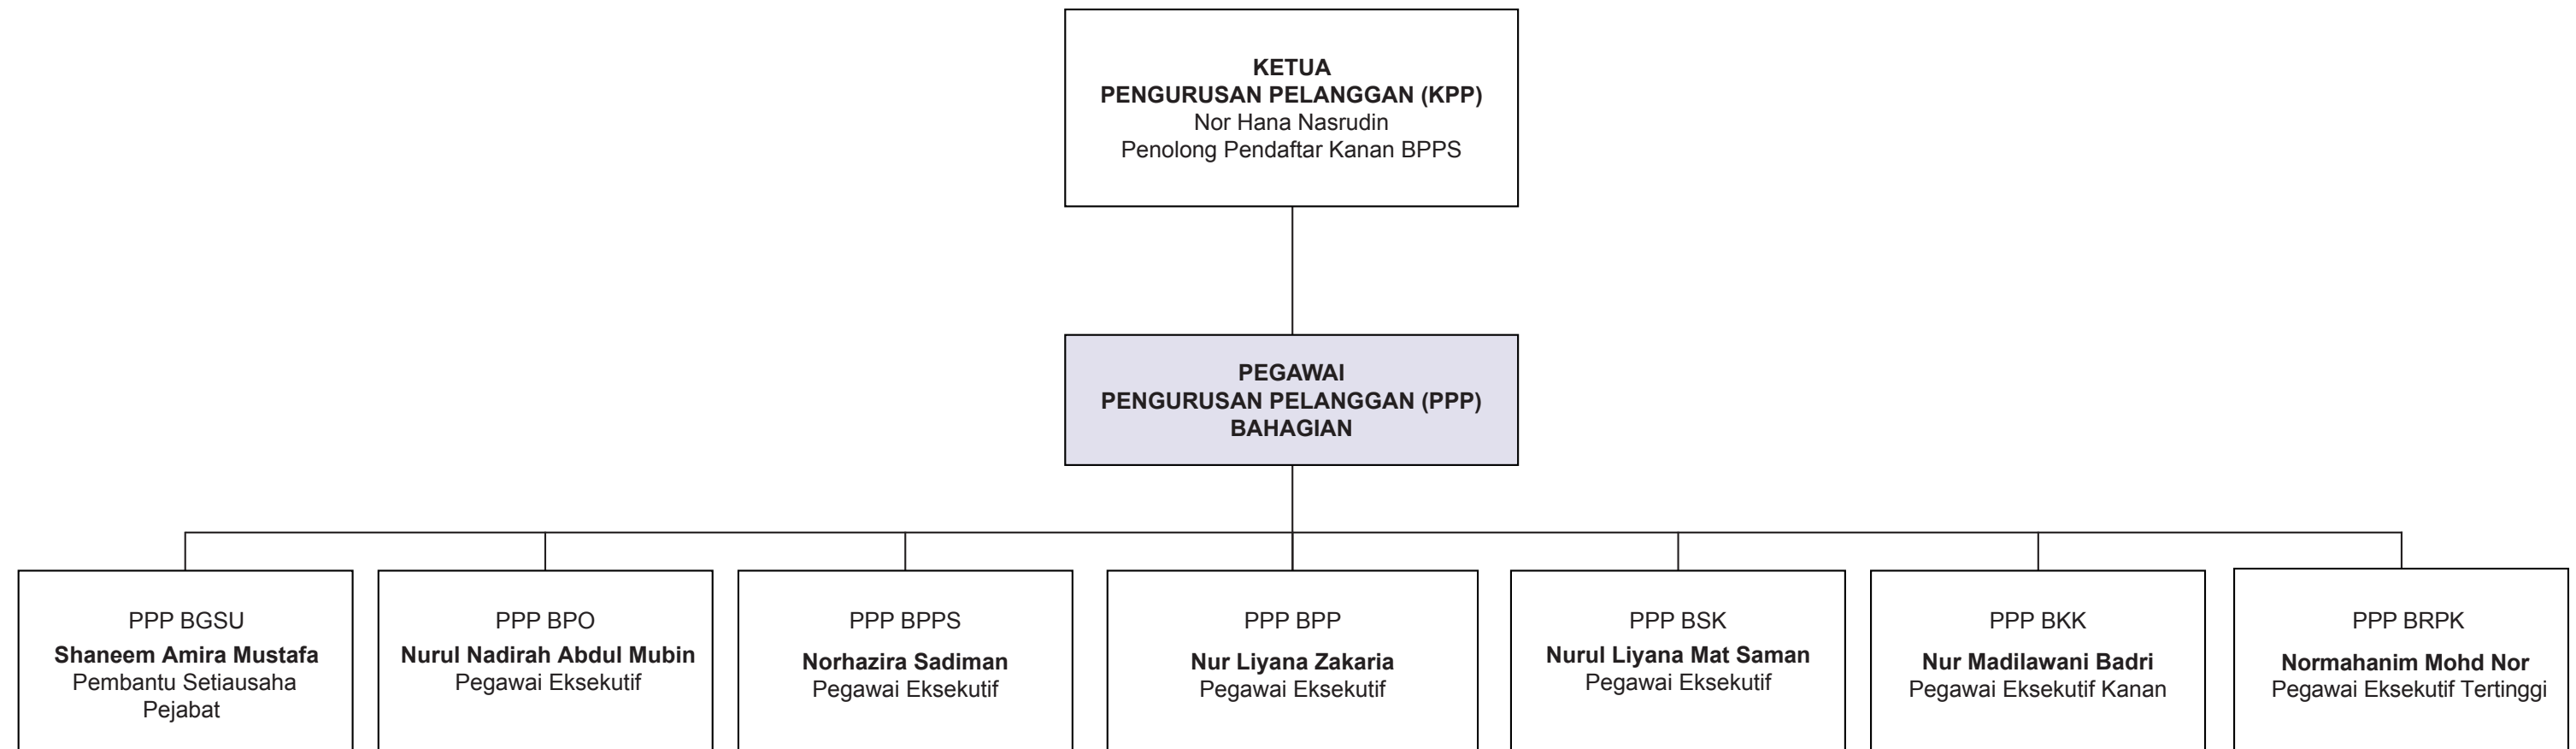 KETUA
PENGURUSAN PELANGGAN (KPP)
Nor Hana Nasrudin
Penolong Pendaftar Kanan BPPS
PEGAWAI
PENGURUSAN PELANGGAN (PPP)
BAHAGIAN
PPP BGSU
Shaneem Amira Mustafa
Pembantu Setiausaha
Pejabat
PPP BPO
Nurul Nadirah Abdul Mubin
Pegawai Eksekutif
PPP BPPS
Norhazira Sadiman
Pegawai Eksekutif
PPP BPP
Nur Liyana Zakaria
Pegawai Eksekutif
PPP BSK
Nurul Liyana Mat Saman
Pegawai Eksekutif
PPP BKK
Nur Madilawani Badri
Pegawai Eksekutif Kanan
PPP BRPK
Normahanim Mohd Nor
Pegawai Eksekutif Tertinggi